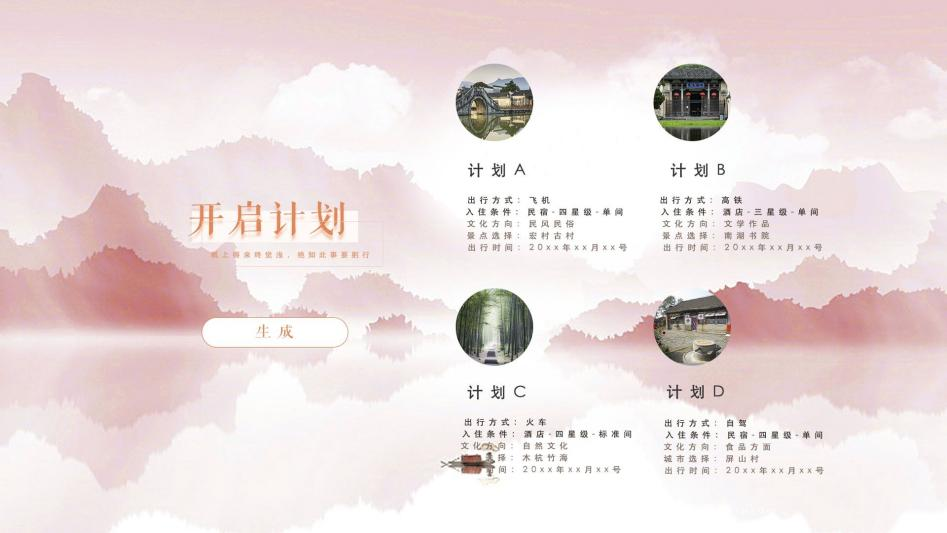 开启计划
纸上得来终觉浅，绝知此事要躬行
生成
计划A
出行方式：飞机
入住条件：民宿-四星级-单间
文化方向：民风民俗
景点选择：宏村古村
出行时间：20xx年xx月xx号
计划B
出行方式：高铁
入住条件：酒店-三星级-单间
文化方向：文学作品
景点选择：南湖书院
出行时间：20xx年xx月xx号
计划C
出行方式：火车
入住条件：酒店-四星级-标准间
文化方向：自然文化
择：木杭竹海
间：20xx年xx月xx号
计划D
出行方式：自驾
入住条件：民宿-四星级-单间
文化方向：食品方面
城市选择：屏山村
出行时间：20xx年xx月xx号